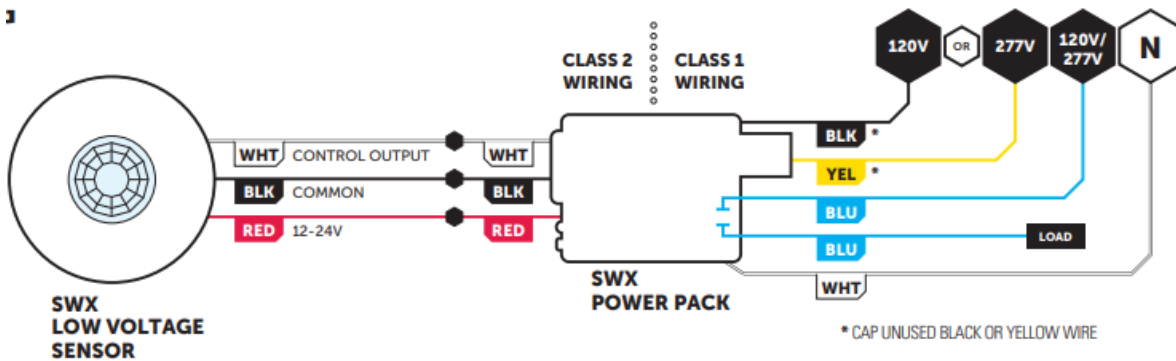 120V
OR
277V
120V/
277V
N
CLASS 2
WIRING
CLASS 1
WIRING
BLK *
WHT CONTROL OUTPUT WHT
YEL *
BLK COMMON BLK
BLU
RED 12-24V RED
BLU
LOAD
WHT
SWX
POWER PACK
SWX
LOW VOLTAGE
SENSOR
* CAP UNUSED BLACK OR YELLOW WIRE